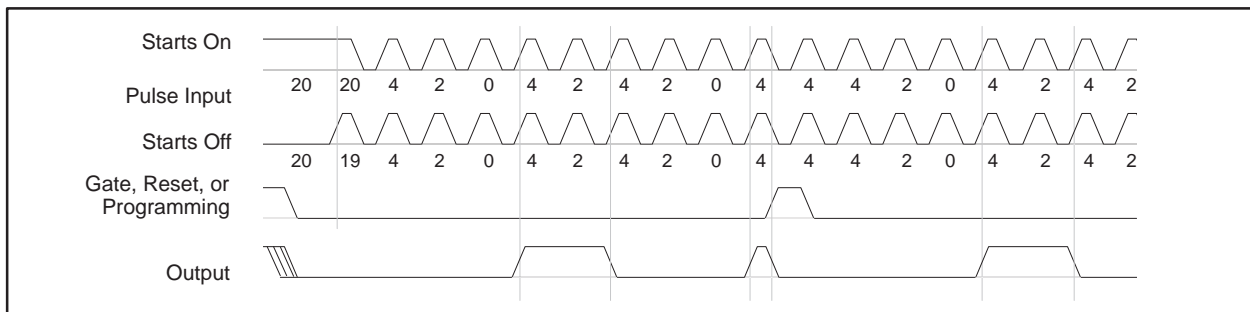 Starts On
20 20 4 2 0 4 2 4 2 0 4 4 4 2 0 4 2 4 2
Pulse Input
Starts Off
20 19 4 2 0 4 2 4 2 0 4 4 4 2 0 4 2 4 2
Gate, Reset, or
Programming
Output